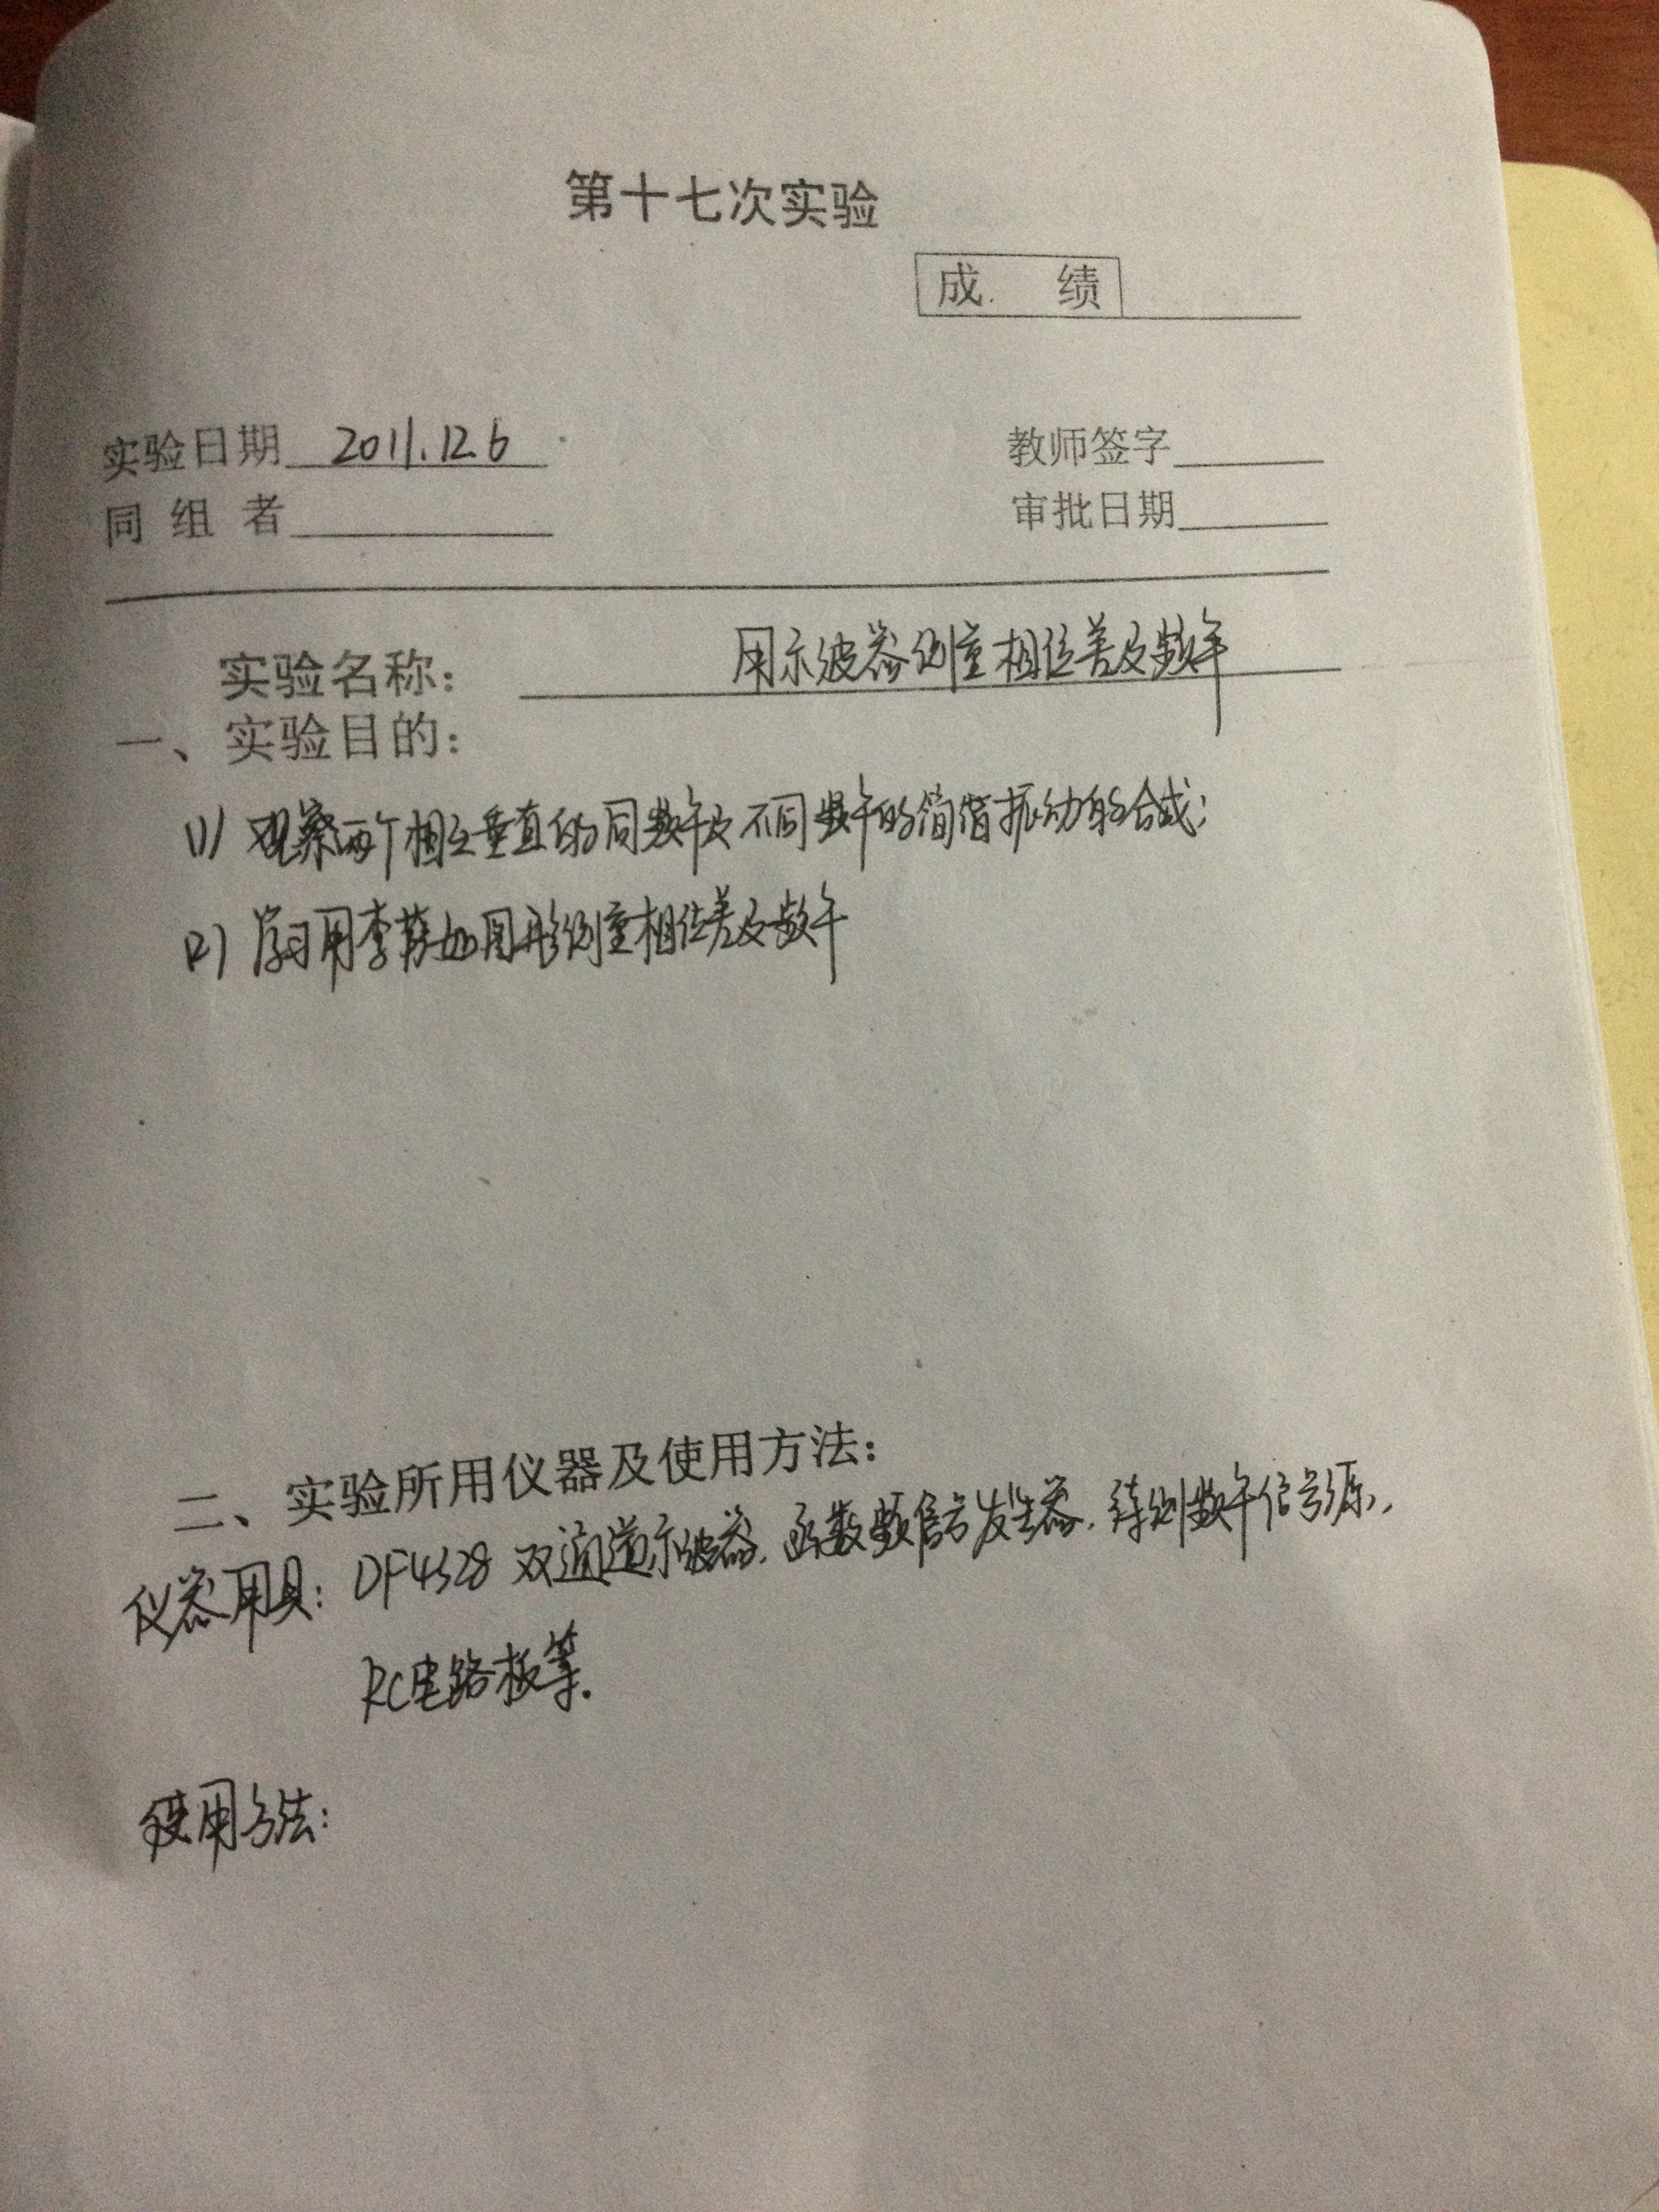 第十七次实验
成 绩
实验日期 2011.12.6 教师签字
同 组 者 审批日期
实验名称: 用示波器测量相位差及频率
一、实验目的:
(1) 观察两个相互垂直的同频率及不同频率的简谐振动的合成;
(2) 学习用李萨如图形测量相位差及频率
二、实验所用仪器及使用方法:
仪器用具: DF4328 双通道示波器、函数频信号发生器、待测频率信号源、
RC电路板等.
使用方法: